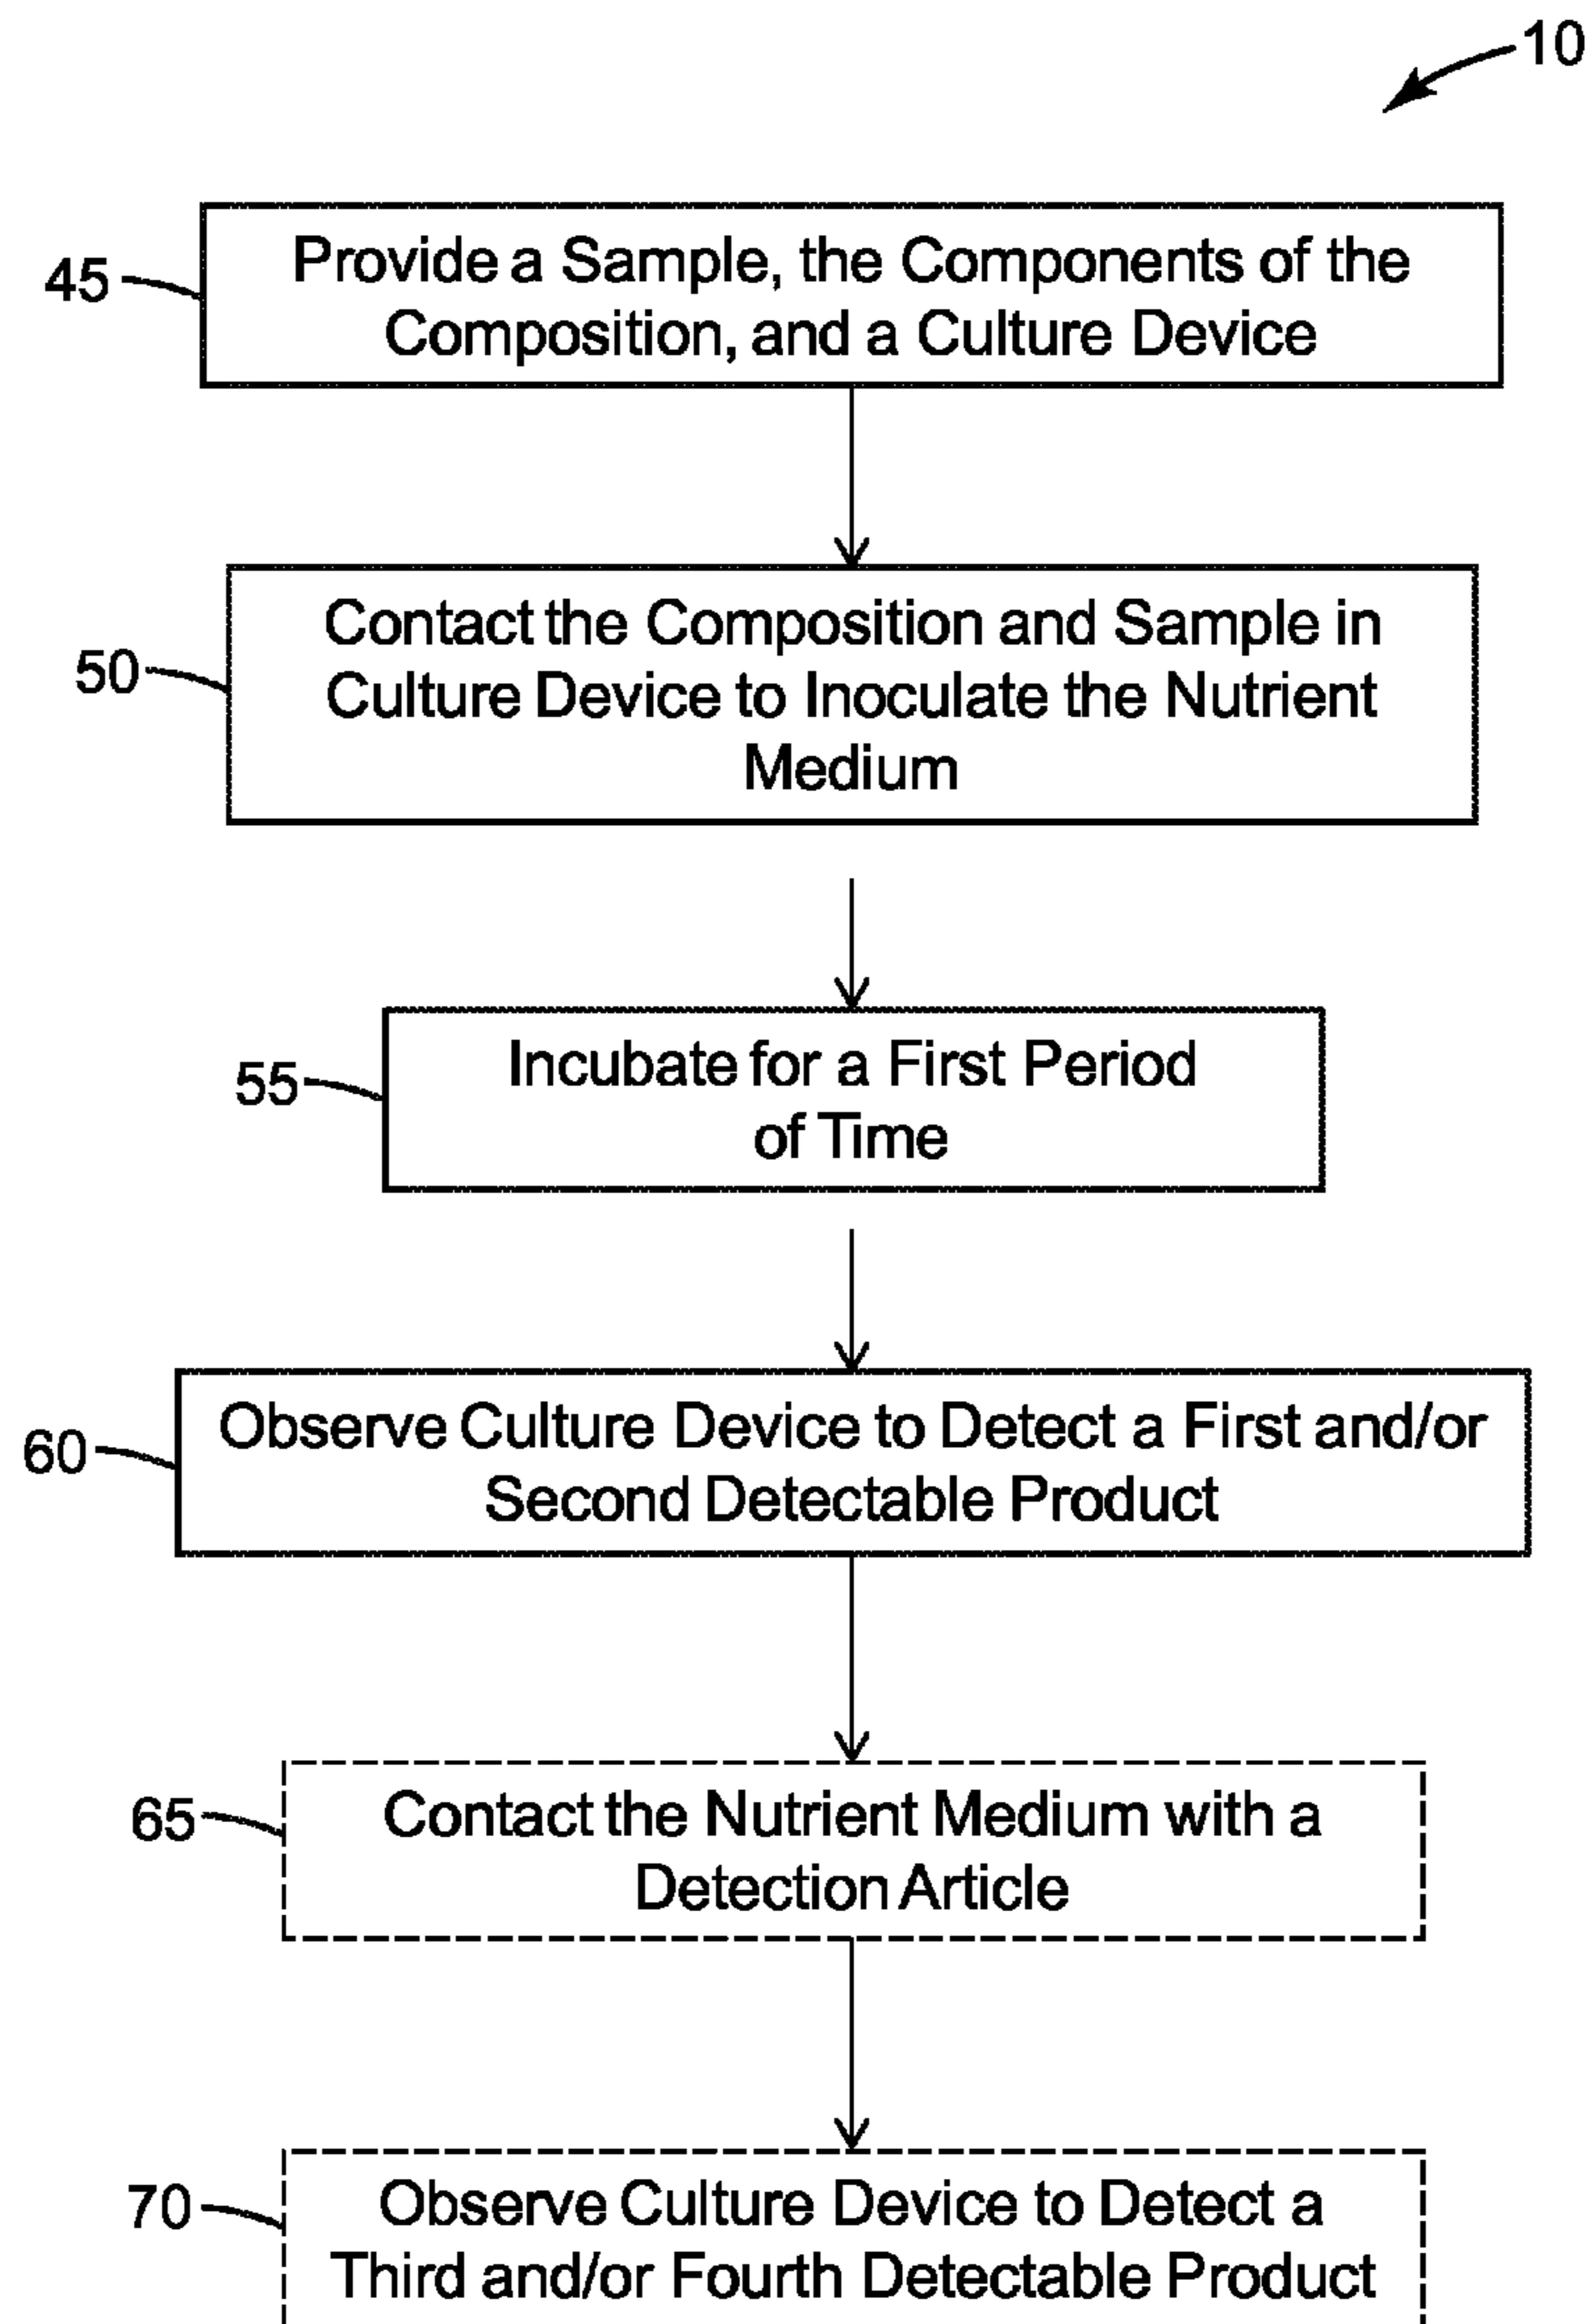 10
45
Provide a Sample, the Components of the
Composition, and a Culture Device
50
Contact the Composition and Sample in
Culture Device to Inoculate the Nutrient
Medium
55
Incubate for a First Period
of Time
60
Observe Culture Device to Detect a First and/or
Second Detectable Product
65
Contact the Nutrient Medium with a
Detection Article
70
Observe Culture Device to Detect a
Third and/or Fourth Detectable Product